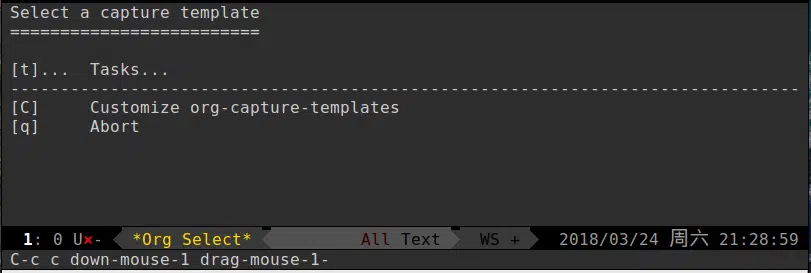 Select a capture template
=========================
[t]...  Tasks...
-------------------------------------------------------------------------------
[C]     Customize org-capture-templates
[q]     Abort
1: 0 U×- *Org Select* All Text WS + 2018/03/24 周六 21:28:59
C-c c down-mouse-1 drag-mouse-1-